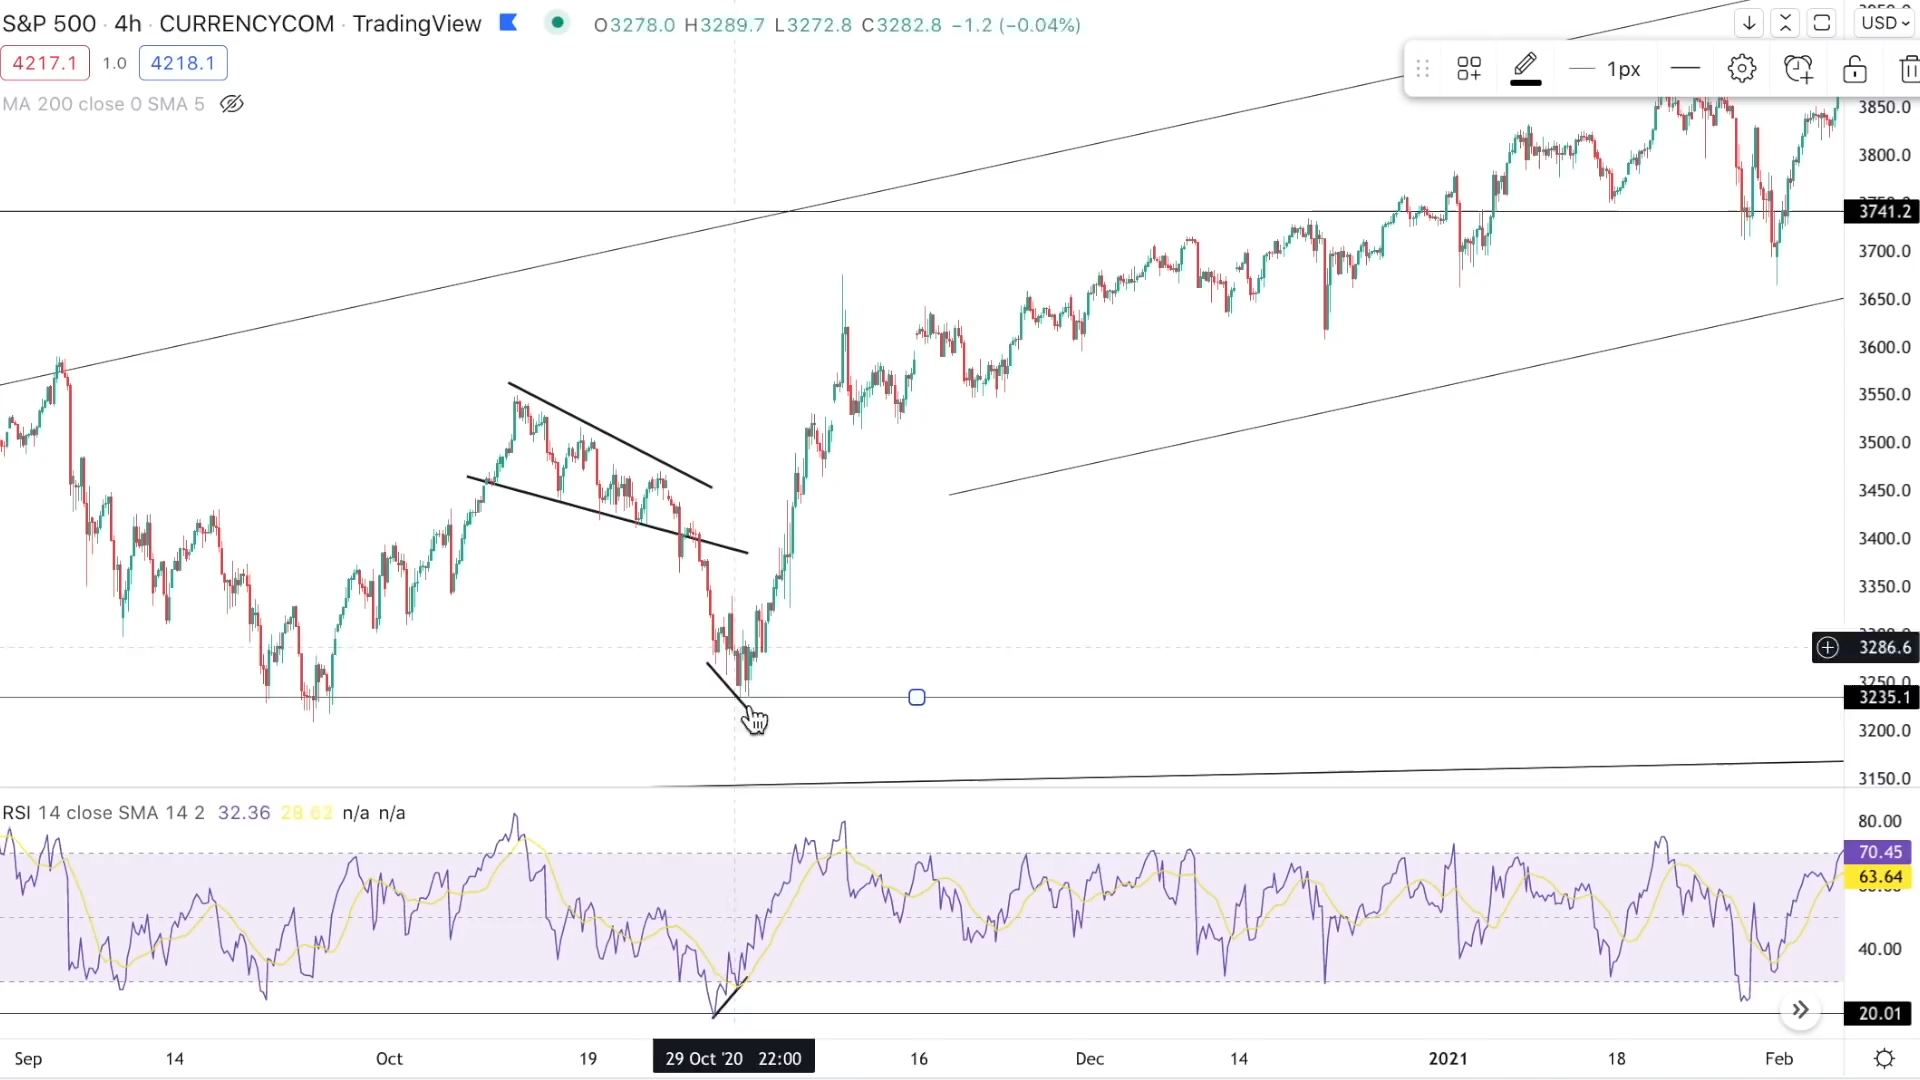 S&P 500 · 4h · CURRENCYCOM · TradingView O3278.0 H3289.7 L3272.8 C3282.8 −1.2 (−0.04%)
USD
4217.1 1.0 4218.1
1px
MA 200 close 0 SMA 5
3850.0
3800.0
3741.2
3700.0
3650.0
3600.0
3550.0
3500.0
3450.0
3400.0
3350.0
3286.6
3235.1
3200.0
3150.0
RSI 14 close SMA 14 2 32.36 28.62 n/a n/a
80.00
70.45
63.64
40.00
20.01
Sep 14 Oct 19 29 Oct '20 22:00 16 Dec 14 2021 18 Feb